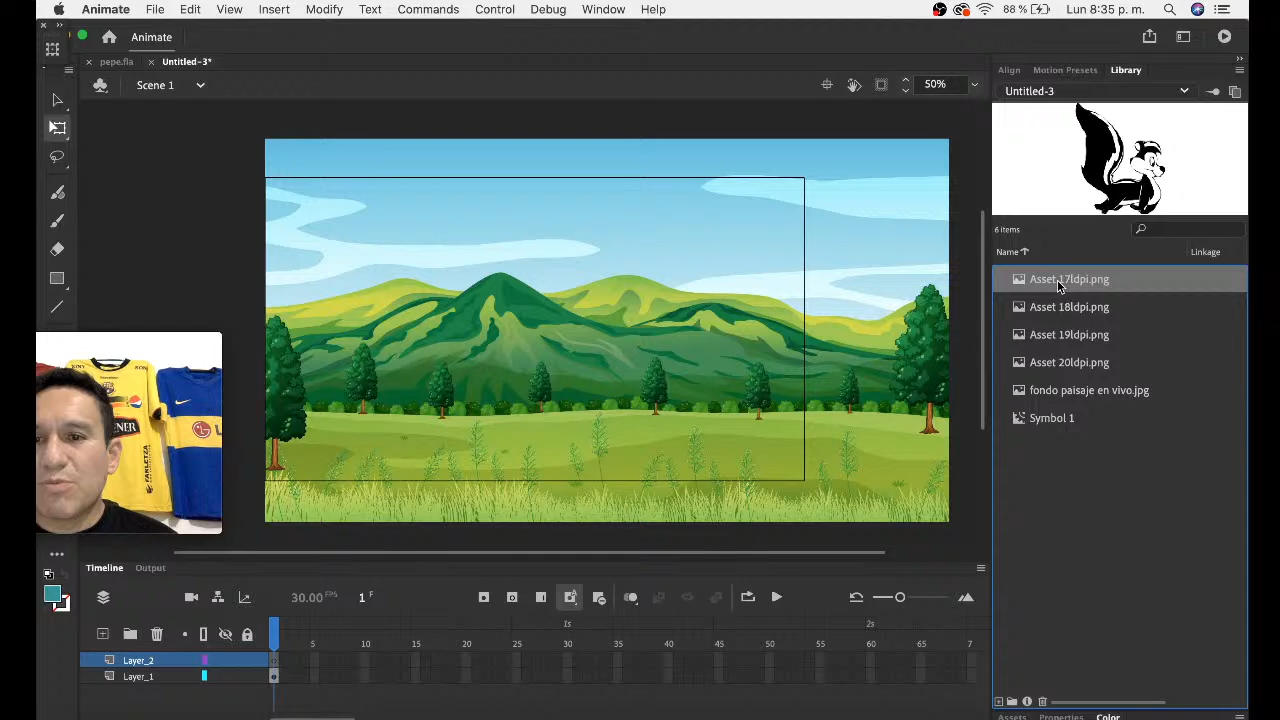 Animate File Edit View Insert Modify Text Commands Control Debug Window Help 88 % Lun 8:35 p. m.
Animate
pepe.fla Untitled-3*
Align Motion Presets Library
Scene 1 50%
Untitled-3
6 items
Name Linkage
Asset 17ldpi.png
Asset 18ldpi.png
Asset 19ldpi.png
Asset 20ldpi.png
fondo paisaje en vivo.jpg
Symbol 1
Timeline Output
30.00 FPS 1 F
1s 2s
5 10 15 20 25 30 35 40 45 50 55 60 65 7
Layer_2
Layer_1
Assets Properties Color